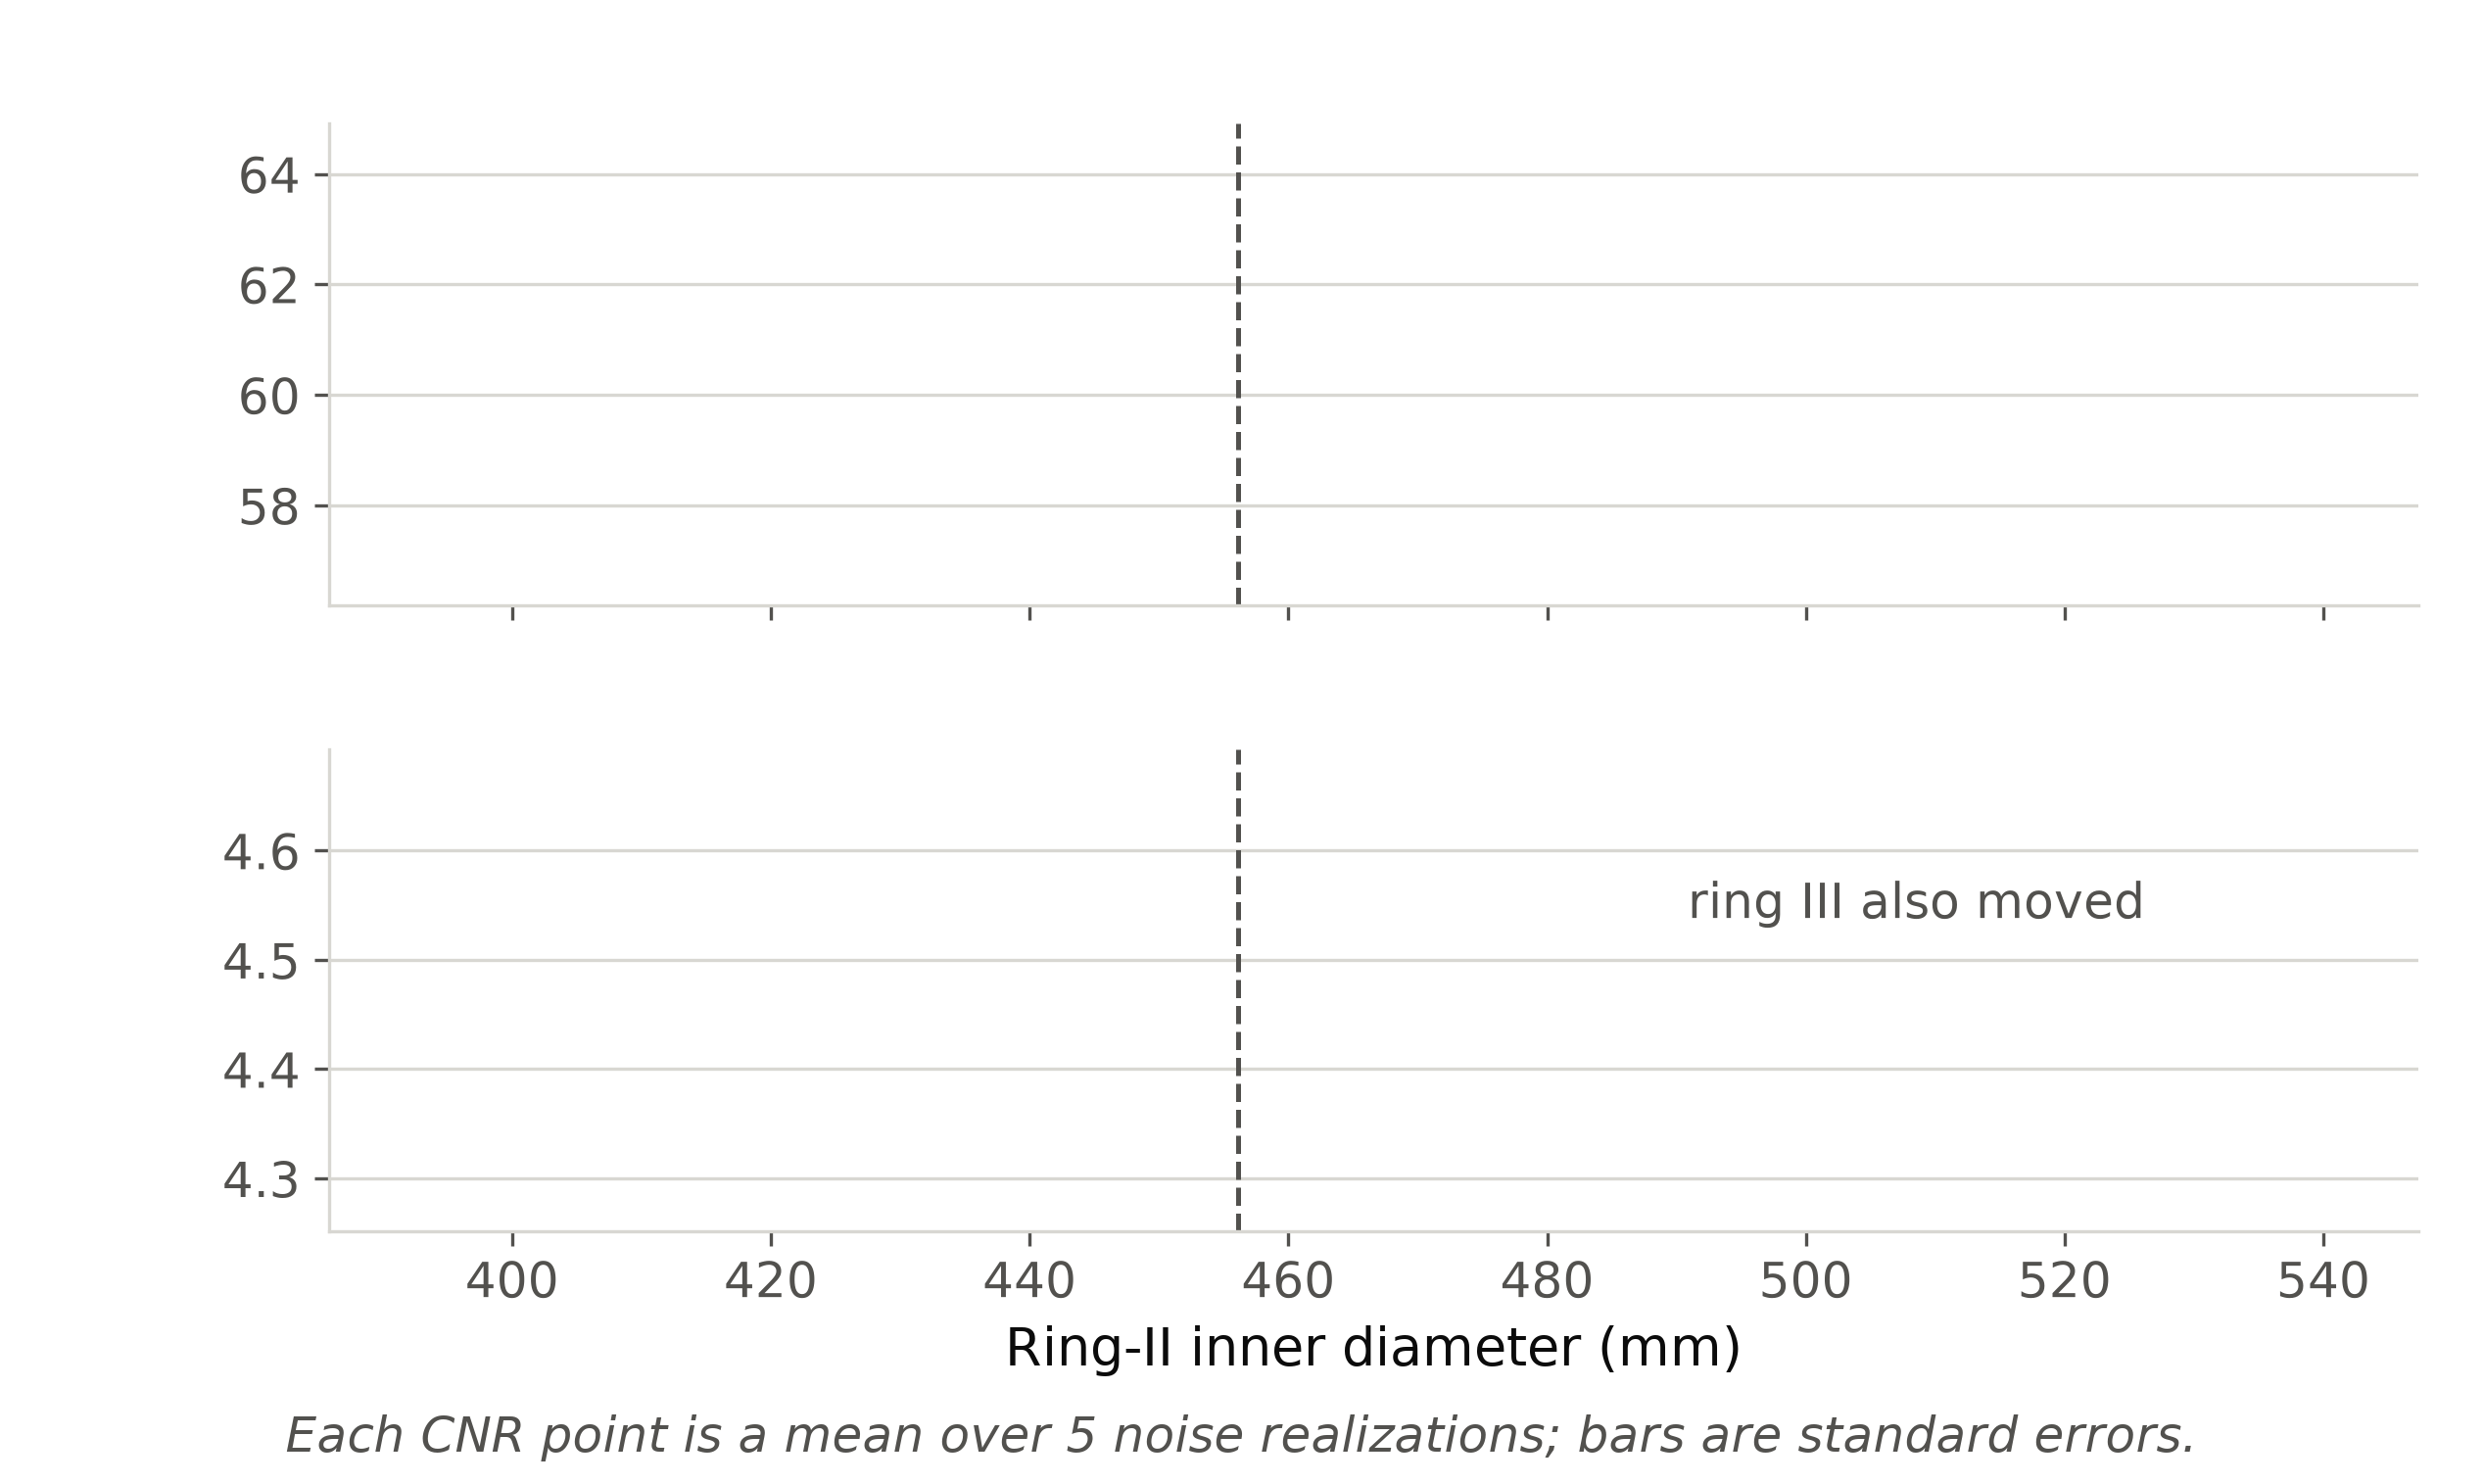 64
62
60
58
4.6
ring III also moved
4.5
4.4
4.3
400 420 440 460 480 500 520 540
Ring-II inner diameter (mm)
Each CNR point is a mean over 5 noise realizations; bars are standard errors.